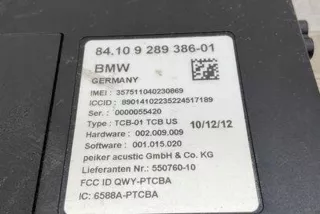 84.10 9 289 386-01
BMW
GERMANY
IMEI : 357511040230869
ICCID : 89014102235224517189
Ser. : 0000055420
Type : TCB-01 TCB US 10/12/12
Hardware : 002.009.009
Software : 001.015.020
peiker acustic GmbH & Co. KG
Lieferanten Nr.: 550760-10
FCC ID QWY-PTCBA
IC: 6588A-PTCBA